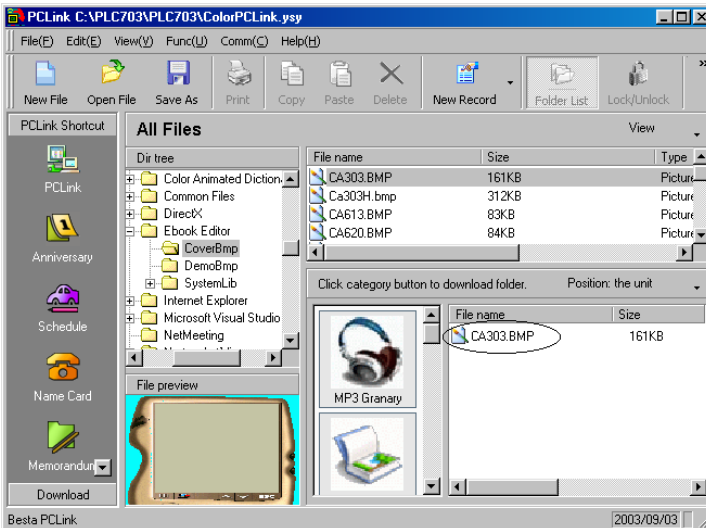 PCLink C:\PLC703\PLC703\ColorPCLink.ysy
File(F) Edit(E) View(V) Func(U) Comm(C) Help(H)
New File Open File Save As Print Copy Paste Delete New Record Folder List Lock/Unlock
PCLink Shortcut
PCLink
Anniversary
Schedule
Name Card
Memorandum
Download
All Files
View
Dir tree
Color Animated Diction
Common Files
DirectX
Ebook Editor
CoverBmp
DemoBmp
SystemLib
Internet Explorer
Microsoft Visual Studio
NetMeeting
File name Size Type
CA303.BMP 161KB Picture
Ca303H.bmp 312KB Picture
CA613.BMP 83KB Picture
CA620.BMP 84KB Picture
Click category button to download folder. Position: the unit
MP3 Granary
File name Size
CA303.BMP 161KB
File preview
Besta PCLink
2003/09/03